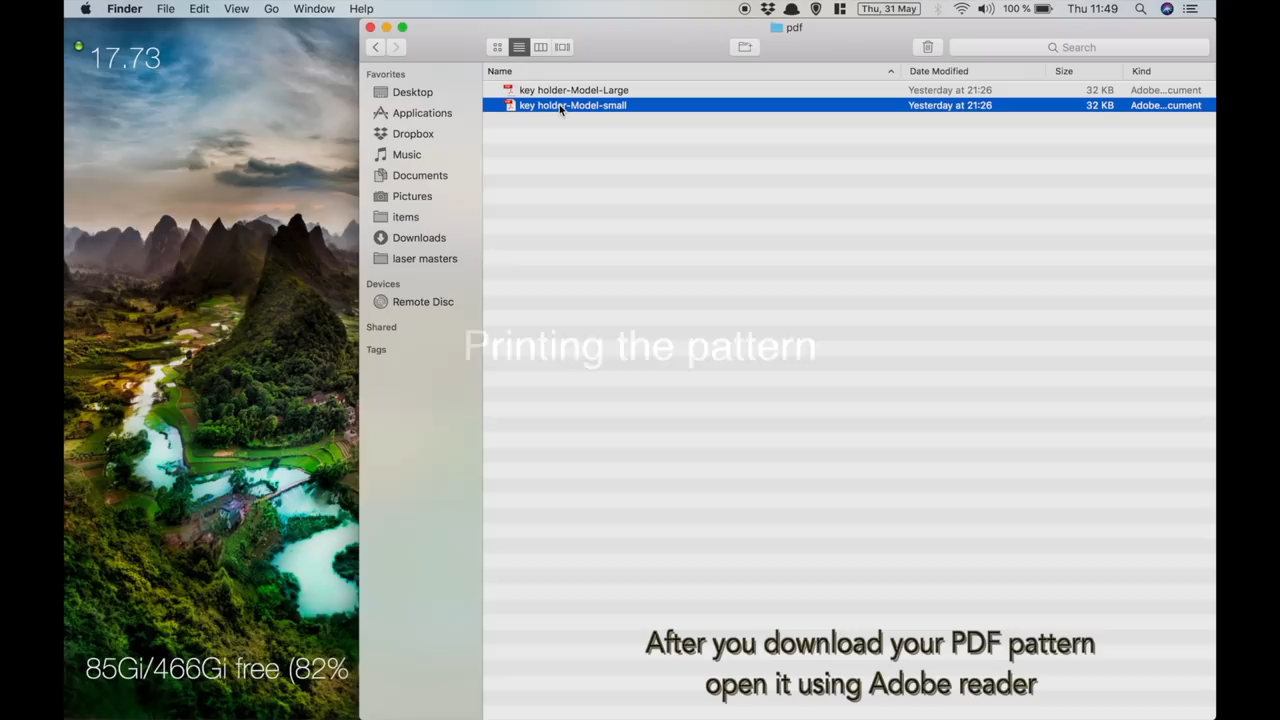 Finder File Edit View Go Window Help Thu, 31 May 100 % Thu 11:49
pdf
17.73
Search
Favorites
Desktop
Applications
Dropbox
Music
Documents
Pictures
items
Downloads
laser masters
Devices
Remote Disc
Shared
Tags
Name Date Modified Size Kind
key holder-Model-Large Yesterday at 21:26 32 KB Adobe...cument
key holder-Model-small Yesterday at 21:26 32 KB Adobe...cument
Printing the pattern
After you download your PDF pattern
open it using Adobe reader
85Gi/466Gi free (82%